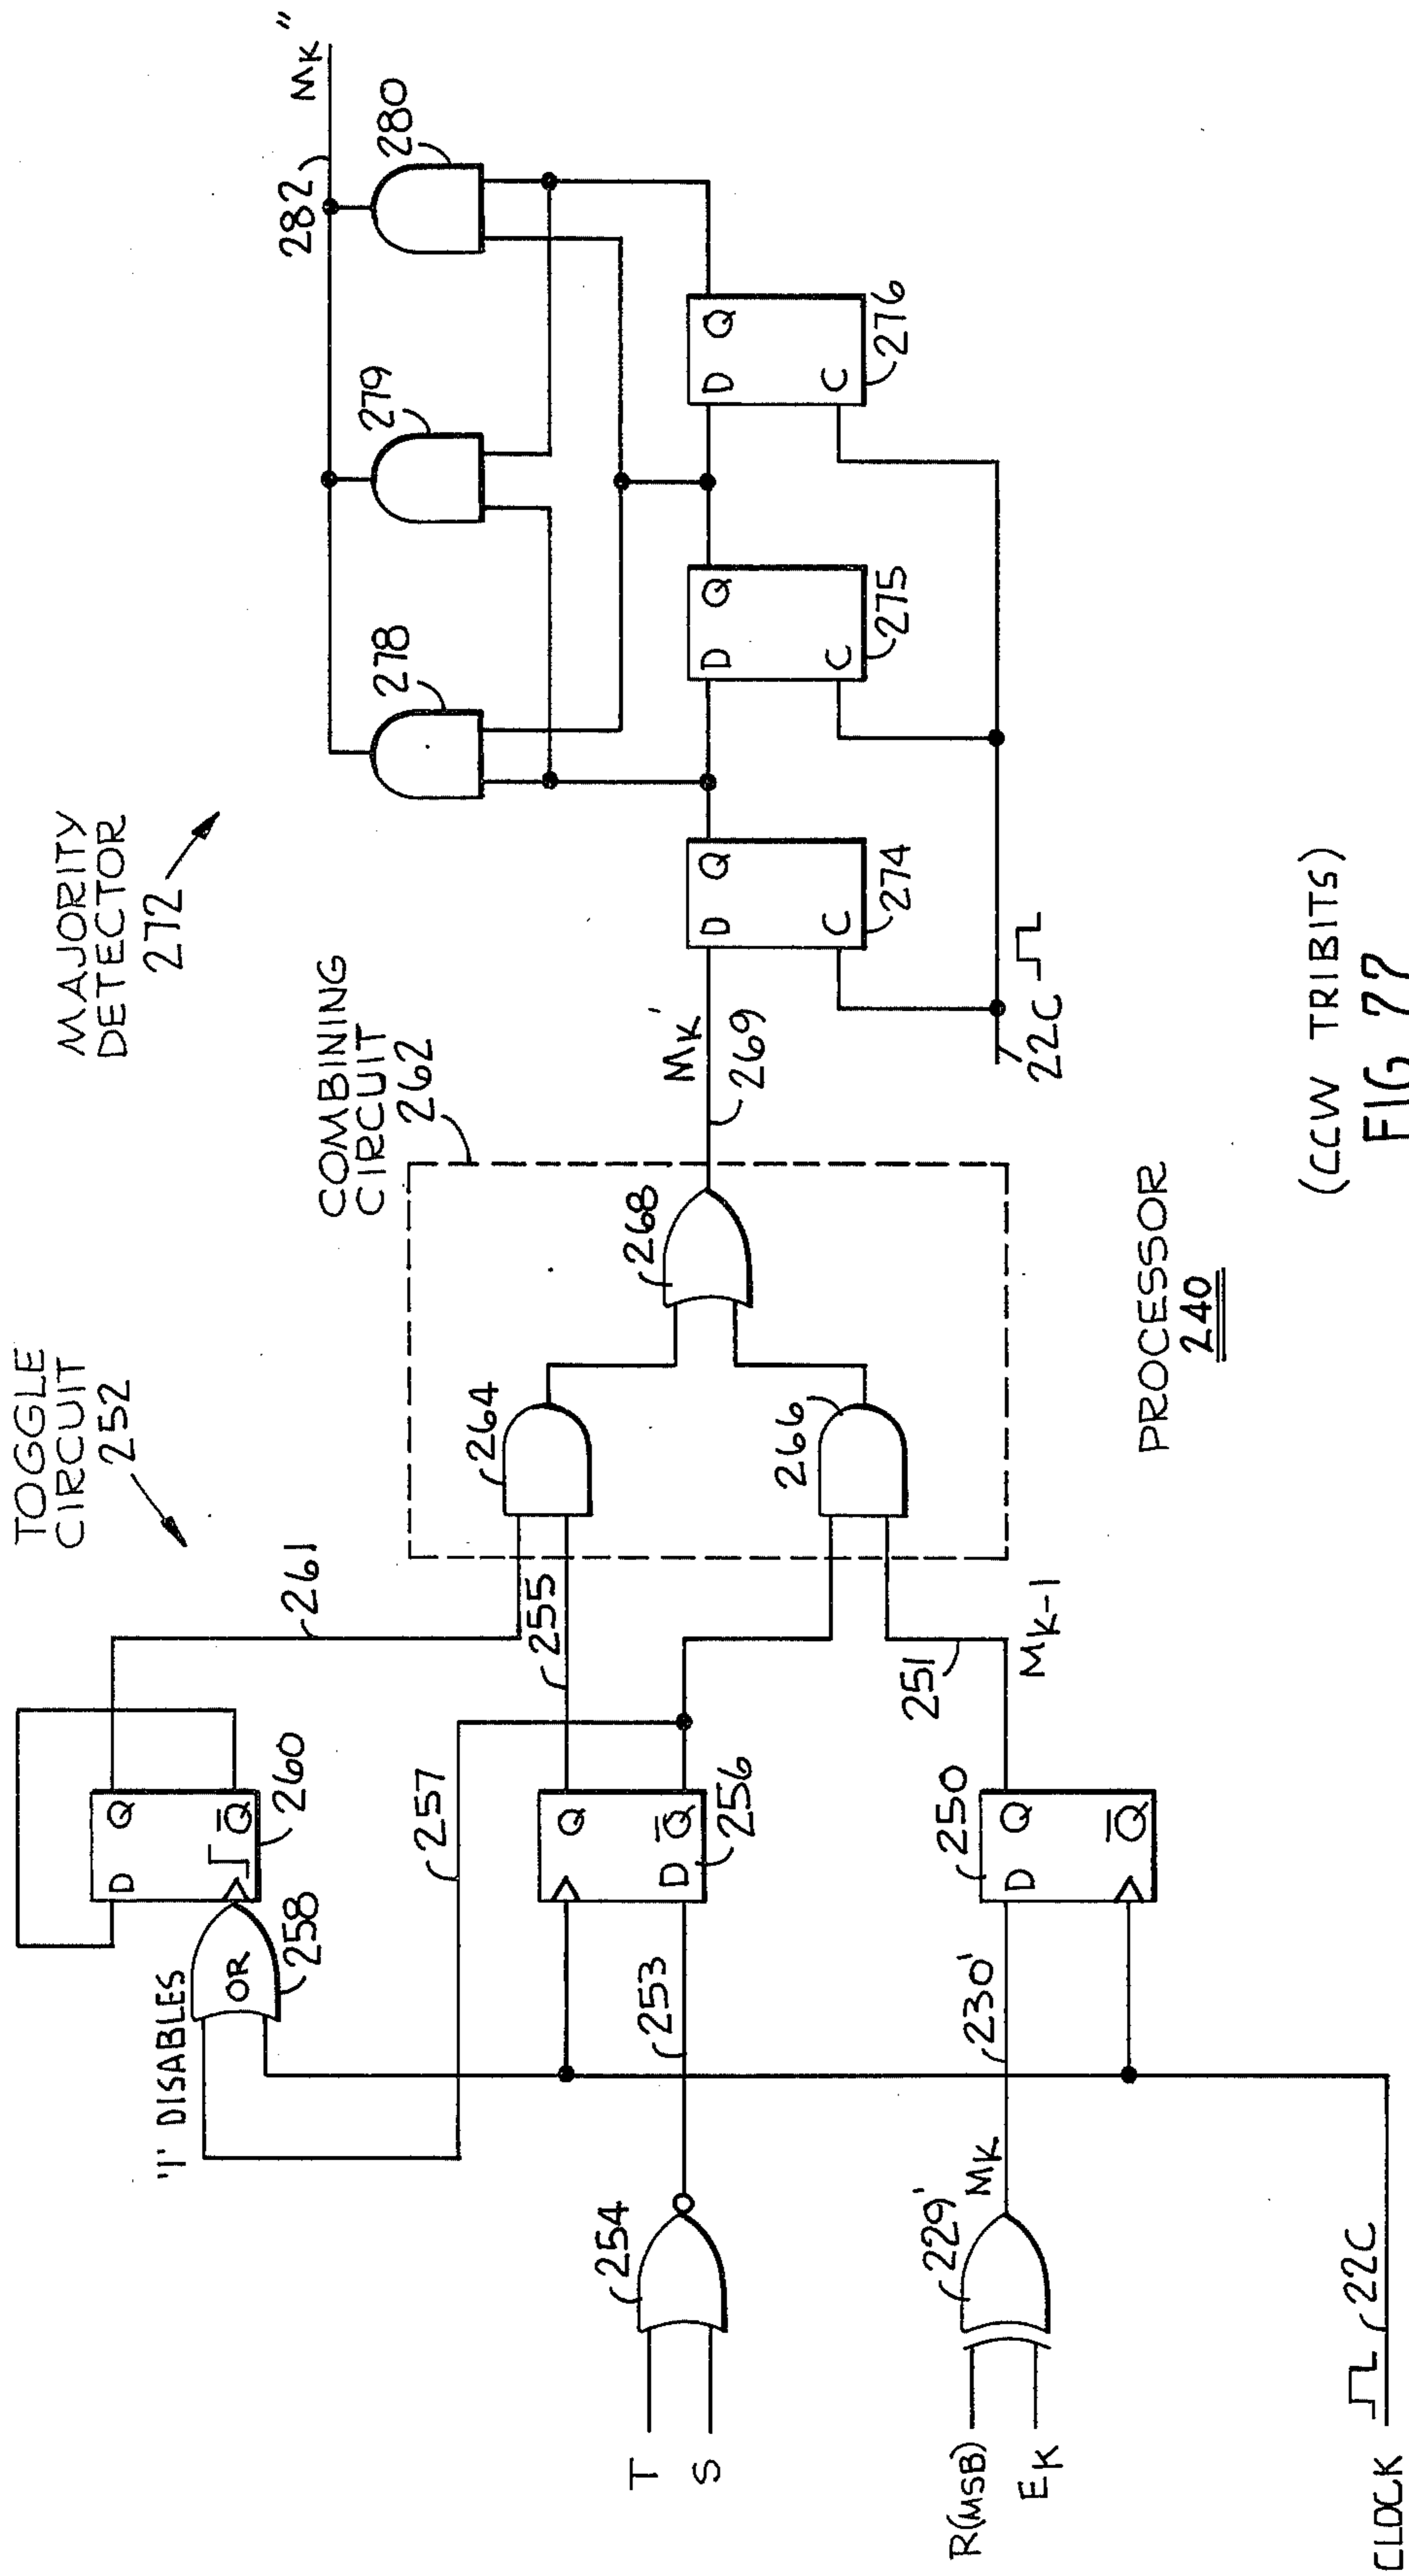 TOGGLE
CIRCUIT
252
MAJORITY
DETECTOR
272
COMBINING
CIRCUIT
262
'1' DISABLES
OR
258
D
Q
Q̅
260
261
257
255
T
S
254
253
Q
D
Q̅
256
R(MSB)
EK
229'
MK
230'
D
Q
Q̅
250
251
MK-1
CLOCK
22C
264
266
268
MK'
269
D
Q
C
274
D
Q
C
275
D
Q
C
276
22C
278
279
280
282
MK"
PROCESSOR
240
(CCW TRIBITS)
FIG 77